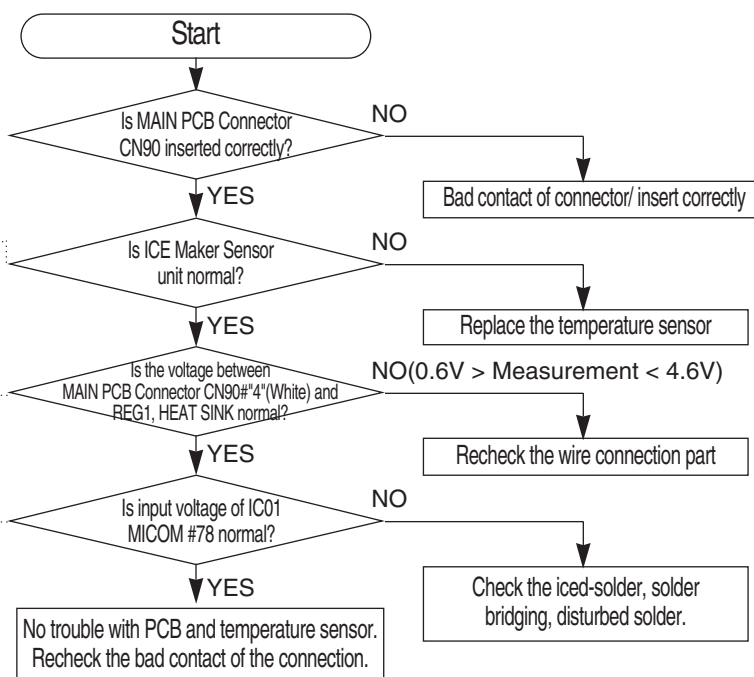 Start
Is MAIN PCB Connector
CN90 inserted correctly?
NO
Bad contact of connector/ insert correctly
YES
Is ICE Maker Sensor
unit normal?
NO
Replace the temperature sensor
YES
Is the voltage between
MAIN PCB Connector CN90#"4"(White) and
REG1, HEAT SINK normal?
NO(0.6V > Measurement < 4.6V)
Recheck the wire connection part
YES
Is input voltage of IC01
MICOM #78 normal?
NO
Check the iced-solder, solder
bridging, disturbed solder.
YES
No trouble with PCB and temperature sensor.
Recheck the bad contact of the connection.